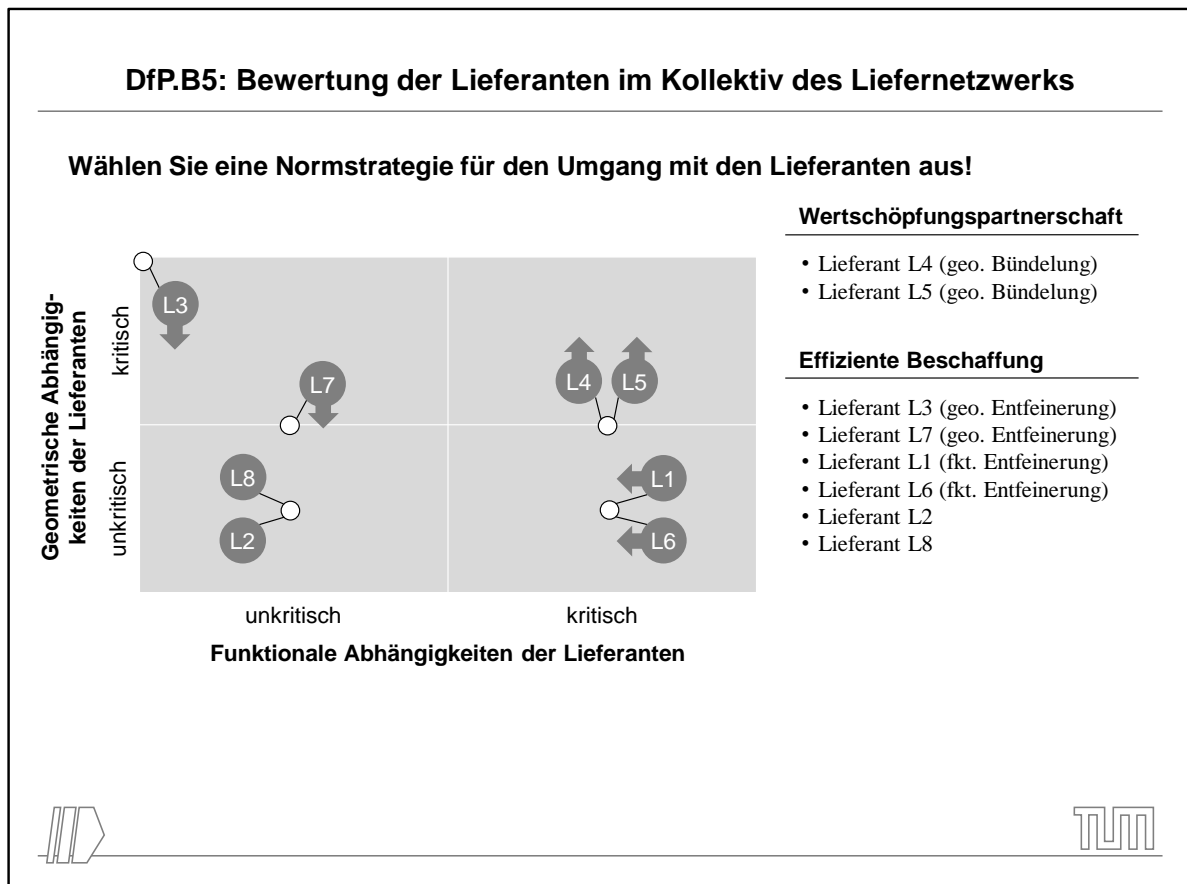 DfP.B5: Bewertung der Lieferanten im Kollektiv des Liefernetzwerks
Wählen Sie eine Normstrategie für den Umgang mit den Lieferanten aus!
Geometrische Abhängig-
keiten der Lieferanten
kritisch
unkritisch
L3
L7
L4
L5
L8
L1
L2
L6
unkritisch
kritisch
Funktionale Abhängigkeiten der Lieferanten
Wertschöpfungspartnerschaft
• Lieferant L4 (geo. Bündelung)
• Lieferant L5 (geo. Bündelung)
Effiziente Beschaffung
• Lieferant L3 (geo. Entfeinerung)
• Lieferant L7 (geo. Entfeinerung)
• Lieferant L1 (fkt. Entfeinerung)
• Lieferant L6 (fkt. Entfeinerung)
• Lieferant L2
• Lieferant L8
TUM